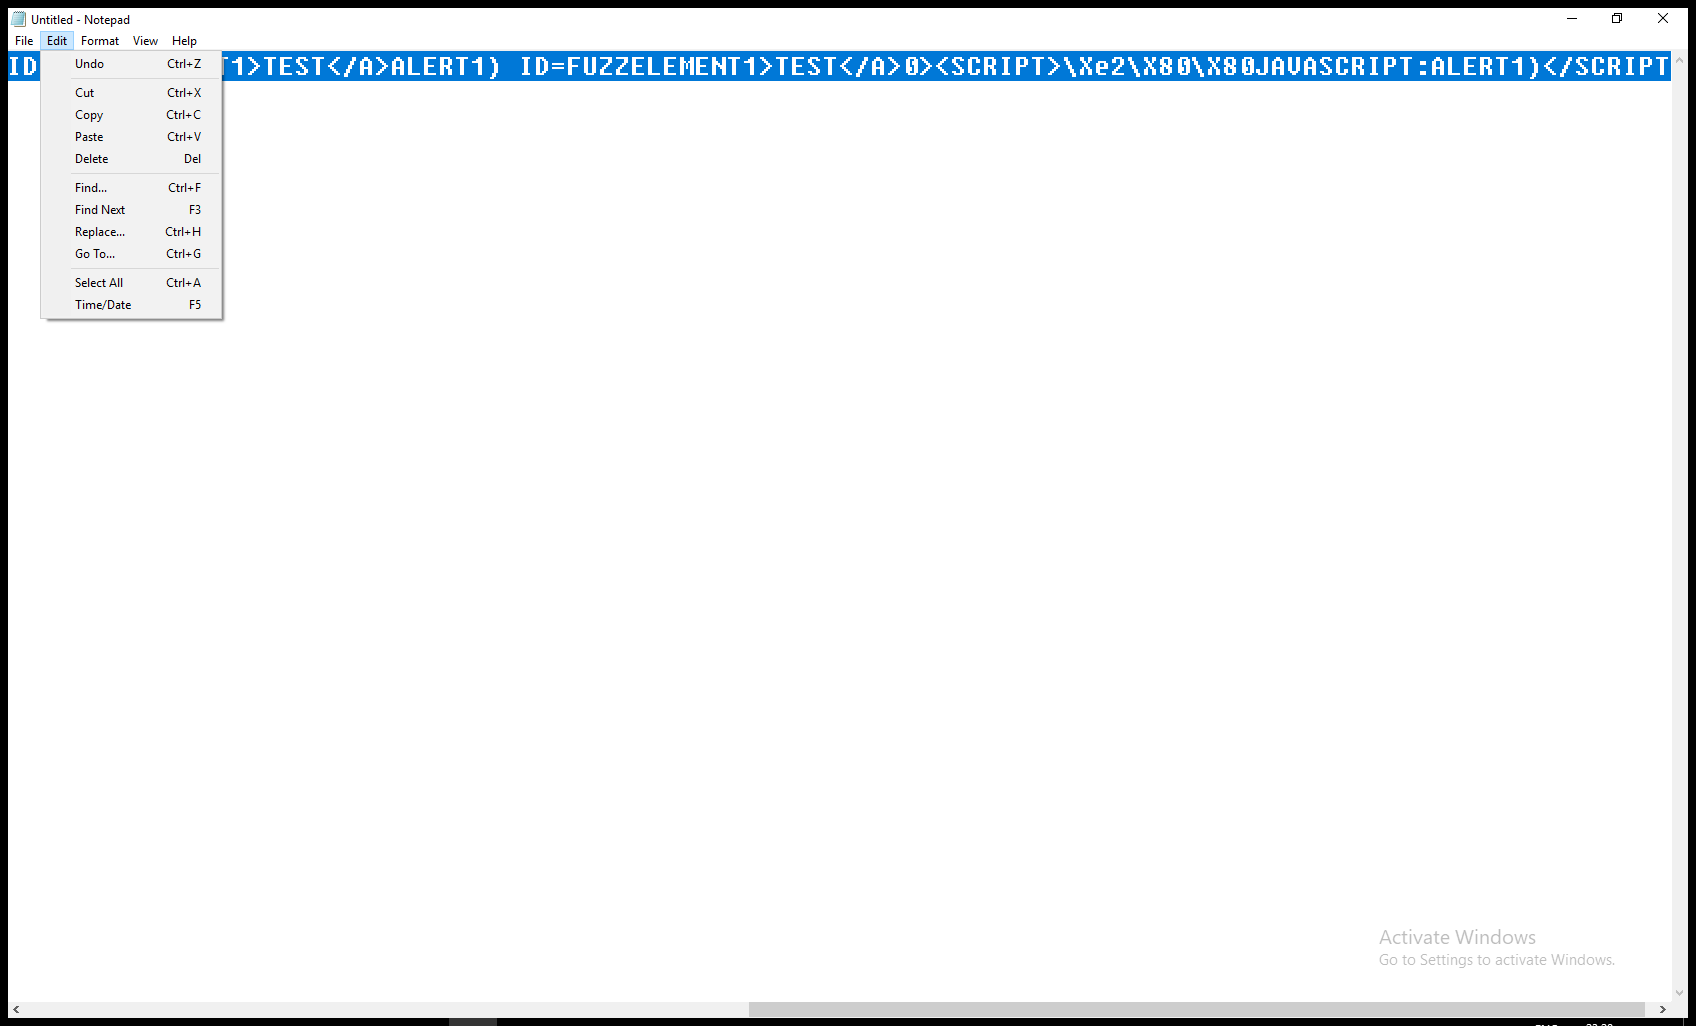 Untitled - Notepad
File Edit Format View Help
ID T1>TEST</A>ALERT1) ID=FUZZELEMENT1>TEST</A>0><SCRIPT>\Xe2\X80\X80JAVASCRIPT:ALERT1)</SCRIPT
Undo Ctrl+Z
Cut Ctrl+X
Copy Ctrl+C
Paste Ctrl+V
Delete Del
Find... Ctrl+F
Find Next F3
Replace... Ctrl+H
Go To... Ctrl+G
Select All Ctrl+A
Time/Date F5
Activate Windows
Go to Settings to activate Windows.